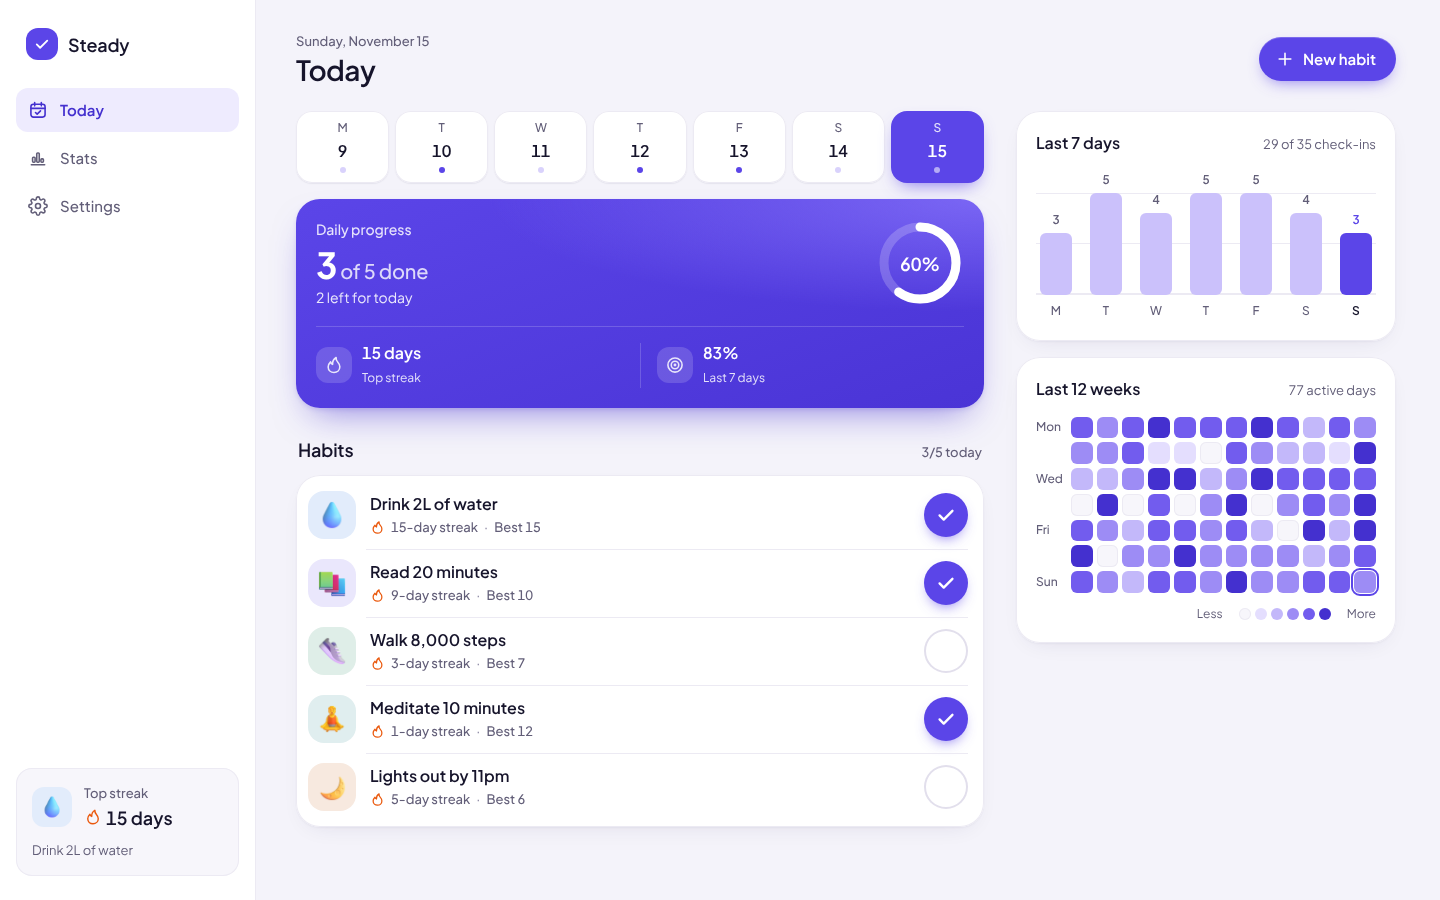 Steady
Today
Stats
Settings
Top streak
15 days
Drink 2L of water
Sunday, November 15
Today
New habit
M T W T F S S
9 10 11 12 13 14 15
Daily progress
3 of 5 done
2 left for today
60%
15 days
Top streak
83%
Last 7 days
Habits
3/5 today
Drink 2L of water
15-day streak · Best 15
Read 20 minutes
9-day streak · Best 10
Walk 8,000 steps
3-day streak · Best 7
Meditate 10 minutes
1-day streak · Best 12
Lights out by 11pm
5-day streak · Best 6
Last 7 days
29 of 35 check-ins
3 5 4 5 5 4 3
M T W T F S S
Last 12 weeks
77 active days
Mon
Wed
Fri
Sun
Less More